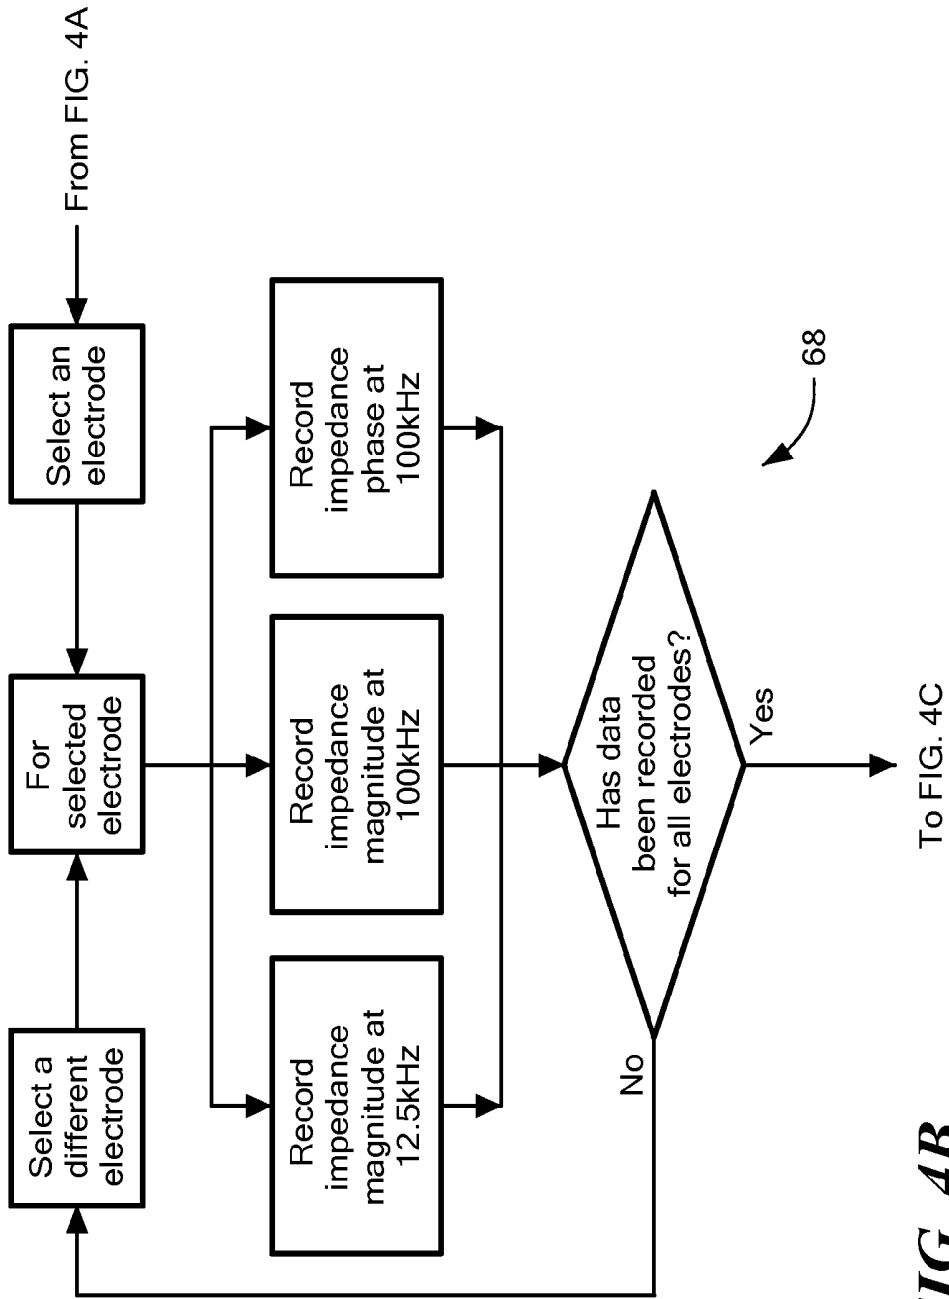 From FIG. 4A
Select a
different
electrode
For
selected
electrode
Select an
electrode
Record
impedance
magnitude at
12.5kHz
Record
impedance
magnitude at
100kHz
Record
impedance
phase at
100kHz
Has data
been recorded
for all electrodes?
No
Yes
68
To FIG. 4C
FIG. 4B